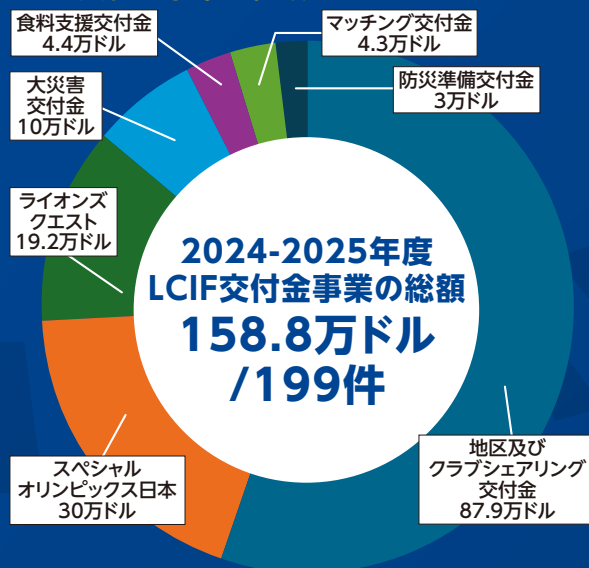 食料支援交付金
4.4万ドル
マッチング交付金
4.3万ドル
防災準備交付金
3万ドル
大災害
交付金
10万ドル
ライオンズ
クエスト
19.2万ドル
2024-2025年度
LCIF交付金事業の総額
158.8万ドル
/199件
スペシャル
オリンピックス日本
30万ドル
地区及び
クラブシェアリング
交付金
87.9万ドル